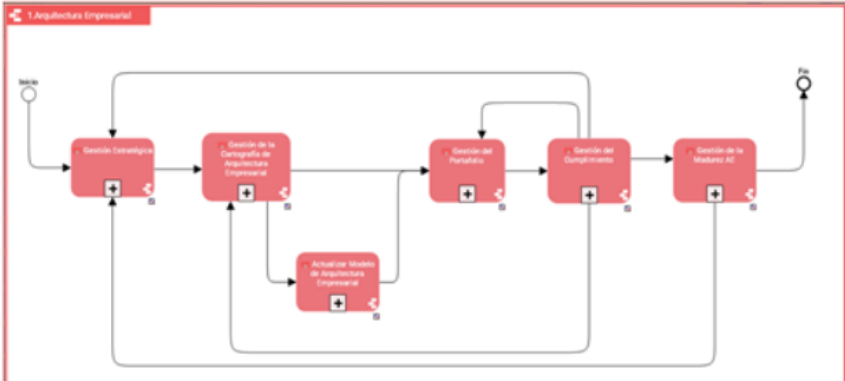 1.Arquitectura Empresarial
Inicio
Fin
Gestión Estratégica
Gestión de la
Cartografía de
Arquitectura
Empresarial
Gestión del
Portafolio
Gestión del
Cumplimiento
Gestión de la
Madurez AE
Actualizar Modelo
de Arquitectura
Empresarial